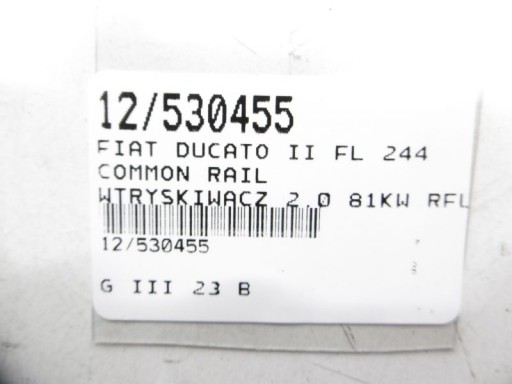 12/530455
FIAT DUCATO II FL 244
COMMON RAIL
WTRYSKIWACZ 2.0 81KW RFL
12/530455
G III 23 B